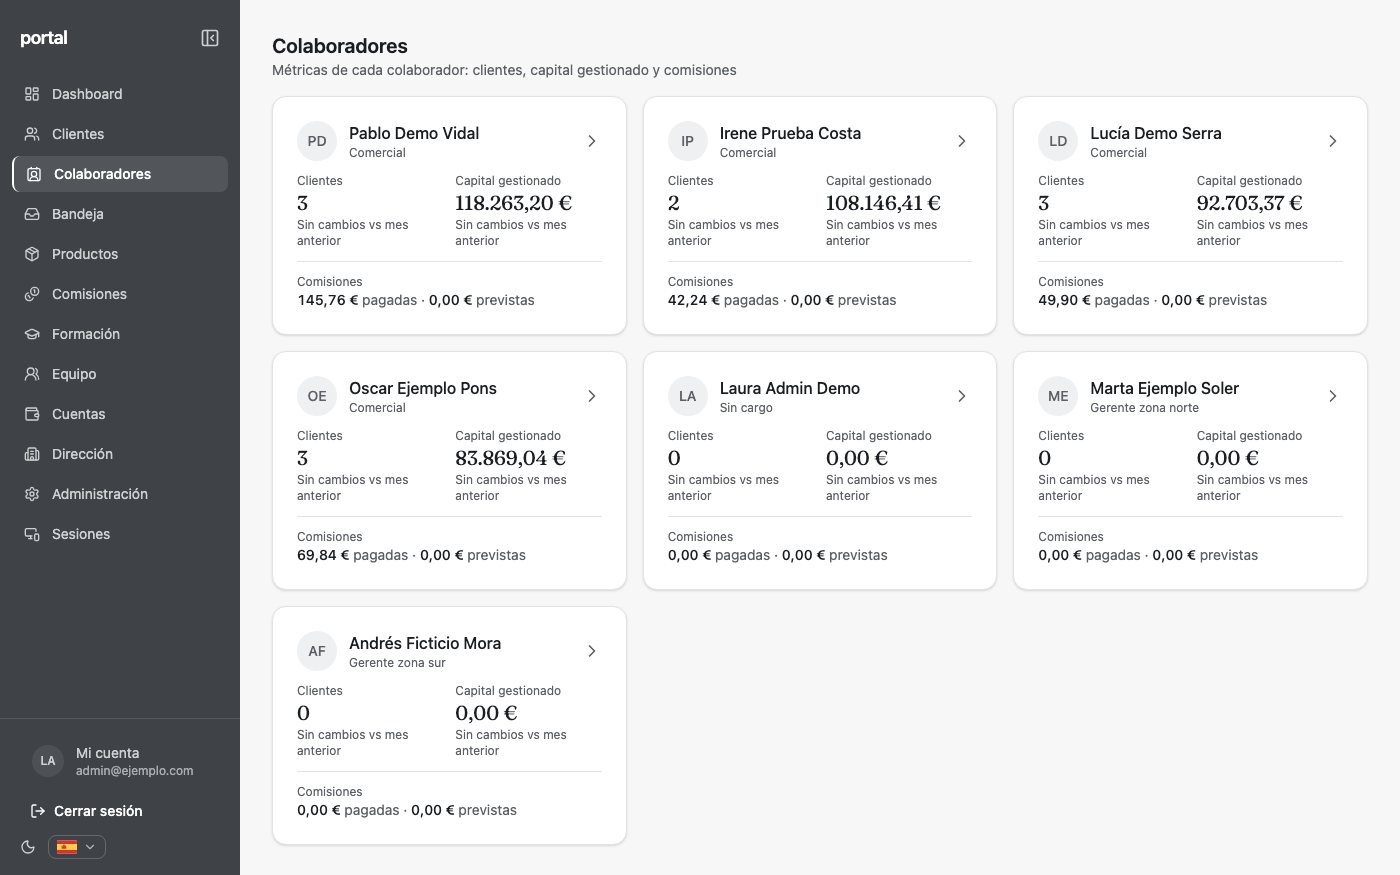 portal
Dashboard
Clientes
Colaboradores
Bandeja
Productos
Comisiones
Formación
Equipo
Cuentas
Dirección
Administración
Sesiones
LA
Mi cuenta
admin@ejemplo.com
Cerrar sesión
Colaboradores
Métricas de cada colaborador: clientes, capital gestionado y comisiones
PD
Pablo Demo Vidal
Comercial
Clientes
3
Sin cambios vs mes
anterior
Capital gestionado
118.263,20 €
Sin cambios vs mes
anterior
Comisiones
145,76 € pagadas · 0,00 € previstas
IP
Irene Prueba Costa
Comercial
Clientes
2
Sin cambios vs mes
anterior
Capital gestionado
108.146,41 €
Sin cambios vs mes
anterior
Comisiones
42,24 € pagadas · 0,00 € previstas
LD
Lucía Demo Serra
Comercial
Clientes
3
Sin cambios vs mes
anterior
Capital gestionado
92.703,37 €
Sin cambios vs mes
anterior
Comisiones
49,90 € pagadas · 0,00 € previstas
OE
Oscar Ejemplo Pons
Comercial
Clientes
3
Sin cambios vs mes
anterior
Capital gestionado
83.869,04 €
Sin cambios vs mes
anterior
Comisiones
69,84 € pagadas · 0,00 € previstas
LA
Laura Admin Demo
Sin cargo
Clientes
0
Sin cambios vs mes
anterior
Capital gestionado
0,00 €
Sin cambios vs mes
anterior
Comisiones
0,00 € pagadas · 0,00 € previstas
ME
Marta Ejemplo Soler
Gerente zona norte
Clientes
0
Sin cambios vs mes
anterior
Capital gestionado
0,00 €
Sin cambios vs mes
anterior
Comisiones
0,00 € pagadas · 0,00 € previstas
AF
Andrés Ficticio Mora
Gerente zona sur
Clientes
0
Sin cambios vs mes
anterior
Capital gestionado
0,00 €
Sin cambios vs mes
anterior
Comisiones
0,00 € pagadas · 0,00 € previstas